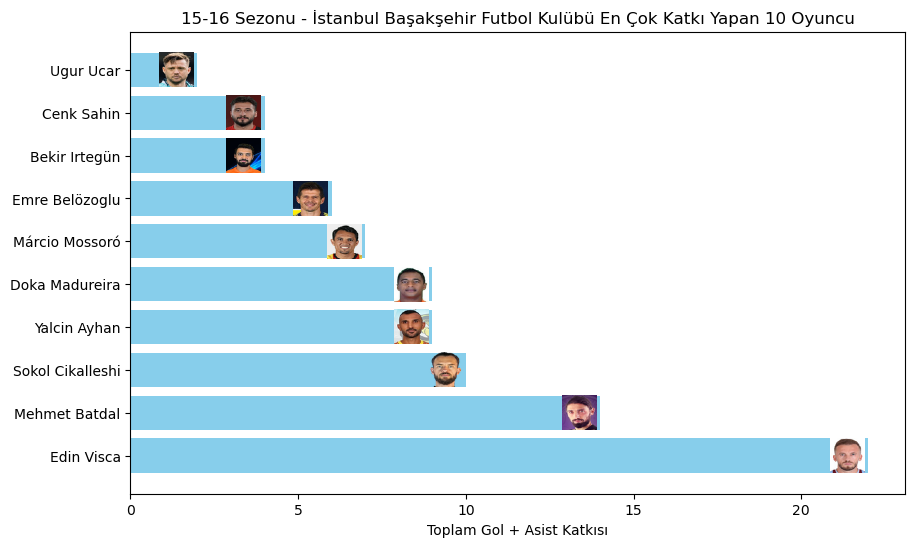 15-16 Sezonu - İstanbul Başakşehir Futbol Kulübü En Çok Katkı Yapan 10 Oyuncu
Ugur Ucar
Cenk Sahin
Bekir Irtegün
Emre Belözoglu
Márcio Mossoró
Doka Madureira
Yalcin Ayhan
Sokol Cikalleshi
Mehmet Batdal
Edin Visca
0 5 10 15 20
Toplam Gol + Asist Katkısı